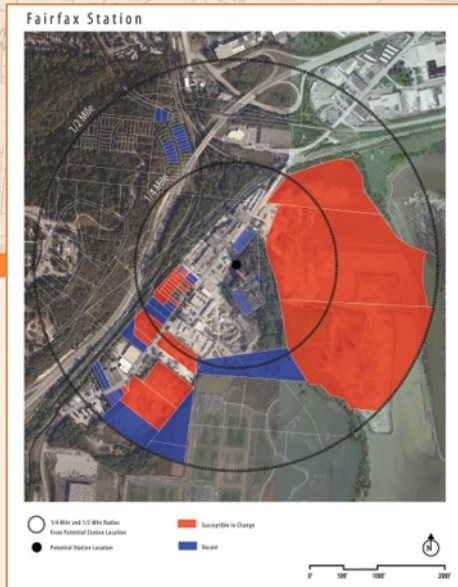 Fairfax Station
1/2 Mile
1/4 Mile
1/4 Mile and 1/2 Mile Radius
From Potential Station Location
Potential Station Location
Susceptible to Change
Vacant
N
0' 500' 1000' 2000'